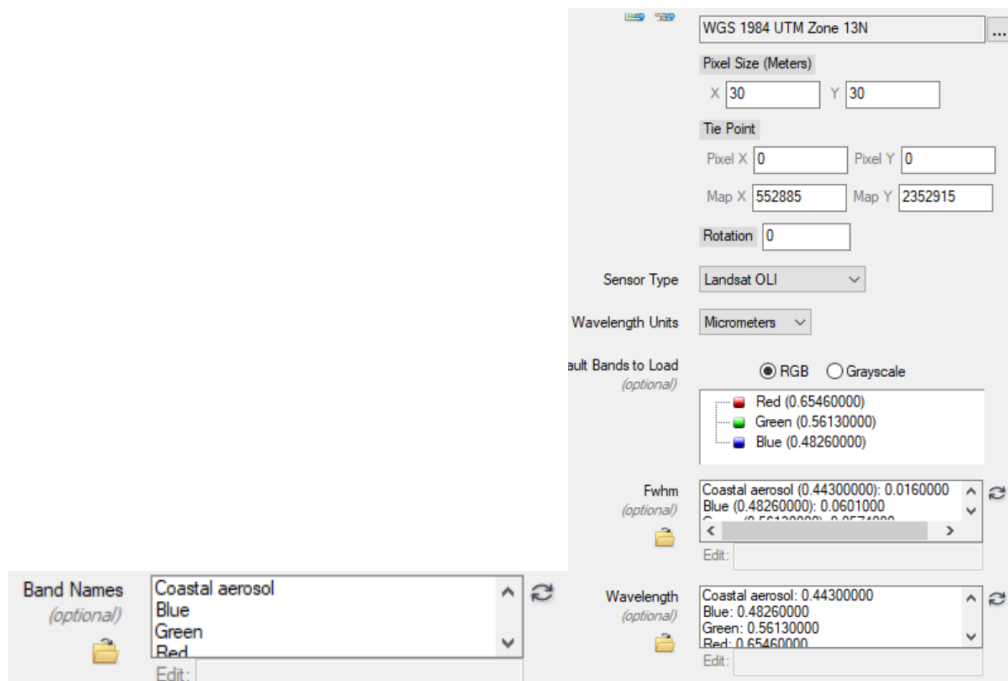 WGS 1984 UTM Zone 13N
...
Pixel Size (Meters)
X 30 Y 30
Tie Point
Pixel X 0 Pixel Y 0
Map X 552885 Map Y 2352915
Rotation 0
Sensor Type Landsat OLI
Wavelength Units Micrometers
ault Bands to Load
(optional)
RGB Grayscale
Red (0.65460000)
Green (0.56130000)
Blue (0.48260000)
Fwhm
(optional)
Coastal aerosol (0.44300000): 0.0160000
Blue (0.48260000): 0.0601000
Edit:
Wavelength
(optional)
Coastal aerosol: 0.44300000
Blue: 0.48260000
Green: 0.56130000
Red: 0.65460000
Edit:
Band Names
(optional)
Coastal aerosol
Blue
Green
Red
Edit: